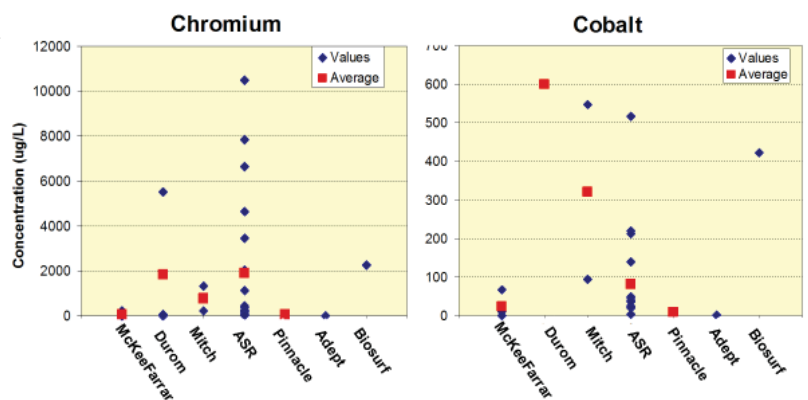 Chromium
12000
10000
8000
6000
4000
2000
0
Concentration (ug/L)
Values
Average
McKeeFarrar
Durom
Mitch
ASR
Pinnacle
Adept
Biosurf
Cobalt
700
600
500
400
300
200
100
0
Values
Average
McKeeFarrar
Durom
Mitch
ASR
Pinnacle
Adept
Biosurf